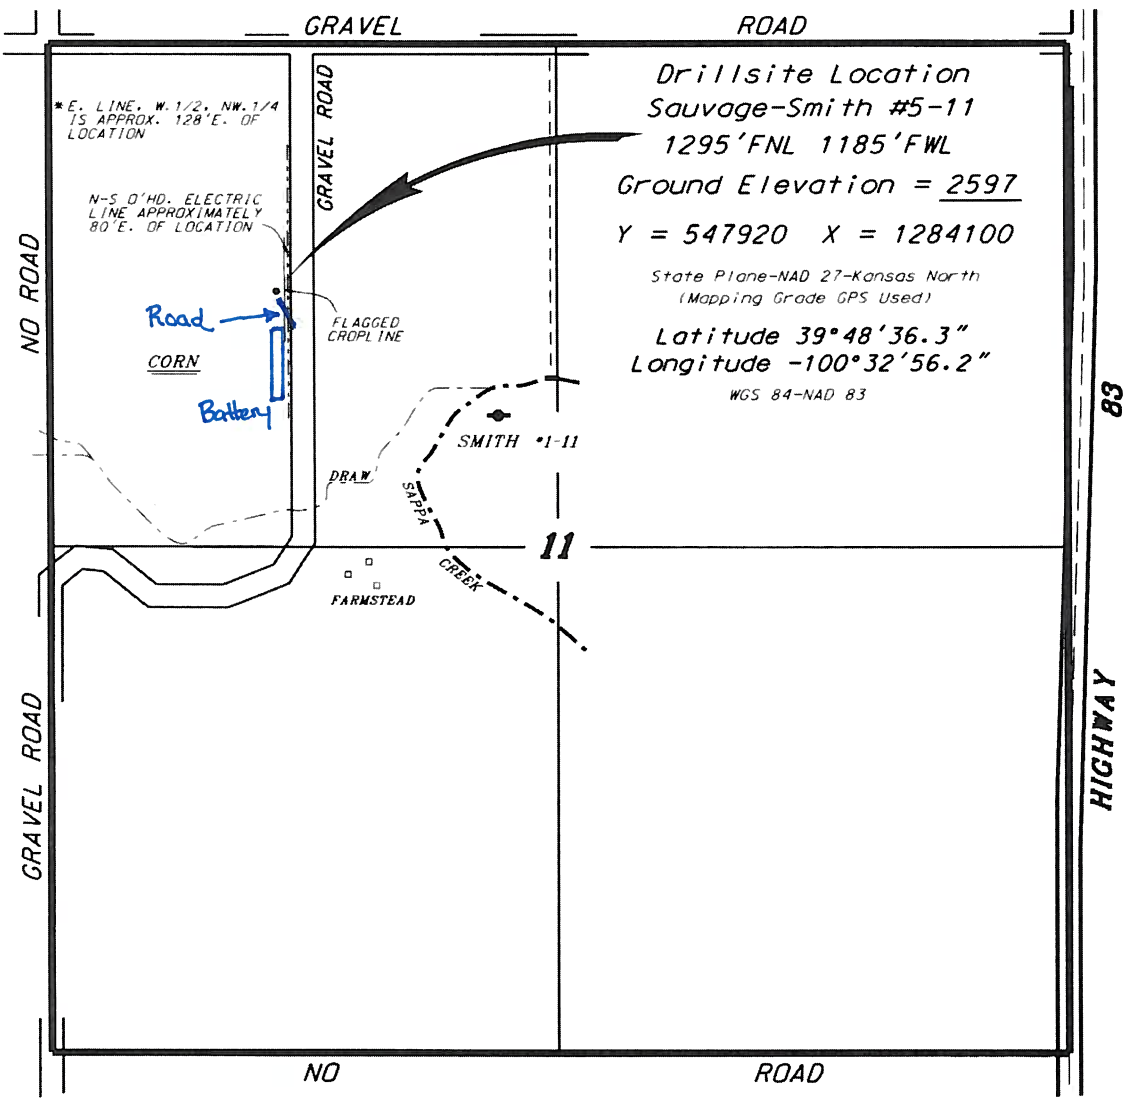 GRAVEL ROAD
Drillsite Location
Sauvage-Smith #5-11
1295'FNL 1185'FWL
Ground Elevation = 2597
Y = 547920 X = 1284100
State Plane-NAD 27-Kansas North
(Mapping Grade GPS Used)
Latitude 39°48'36.3"
Longitude -100°32'56.2"
WGS 84-NAD 83
*E. LINE, W.1/2, NW.1/4
IS APPROX. 128'E. OF
LOCATION
GRAVEL ROAD
N-S O'HD. ELECTRIC
LINE APPROXIMATELY
80'E. OF LOCATION
NO ROAD
Road
FLAGGED
CROPLINE
CORN
Battery
SMITH #1-11
DRAW
SAPPA
CREEK
11
FARMSTEAD
GRAVEL ROAD
HIGHWAY 83
NO ROAD